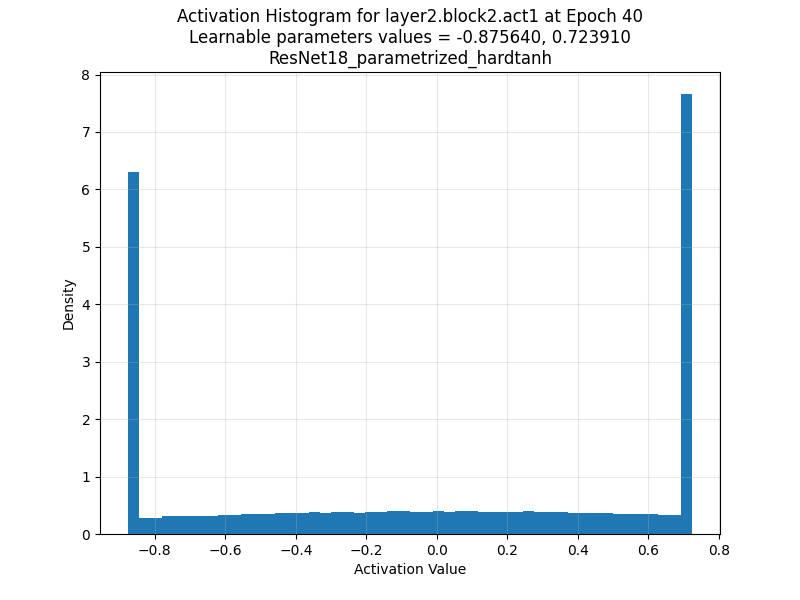 Activation Histogram for layer2.block2.act1 at Epoch 40
Learnable parameters values = -0.875640, 0.723910
ResNet18_parametrized_hardtanh
8
7
6
5
4
3
2
1
0
Density
−0.8 −0.6 −0.4 −0.2 0.0 0.2 0.4 0.6 0.8
Activation Value